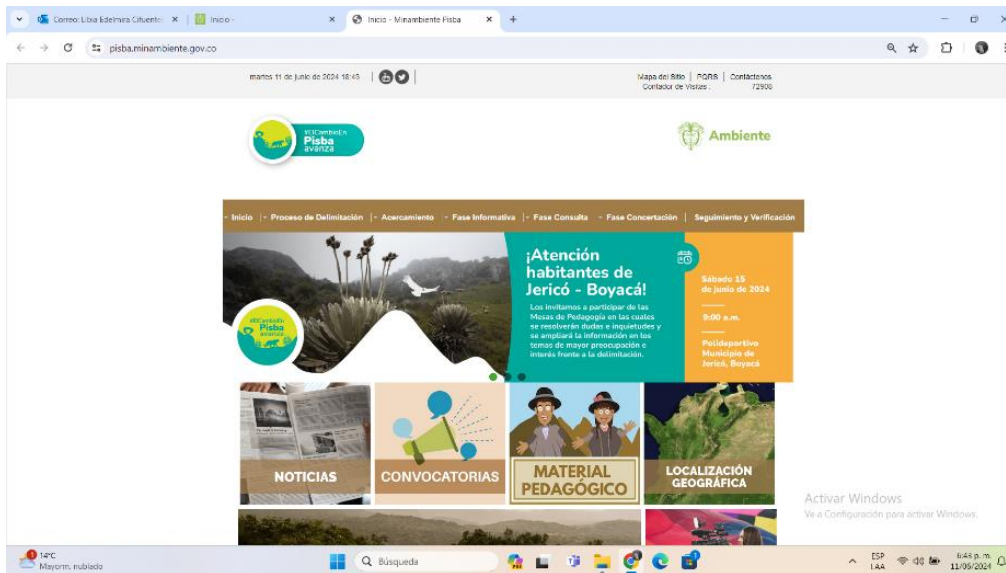 Correo: Libia Edelmira Cifuente
Inicio -
Inicio - Minambiente Pisba
pisba.minambiente.gov.co
martes 11 de junio de 2024 18:43
Mapa del Sitio | PQRS | Contáctenos
Contador de Visitas : 72908
#ElCambioEn
Pisba
avanza
Ambiente
Inicio | Proceso de Delimitación | Acercamiento | Fase Informativa | Fase Consulta Fase Concertación | Seguimiento y Verificación
¡Atención
habitantes de
Jericó - Boyacá!
Los invitamos a participar de las
Mesas de Pedagogía en las cuales
se resolverán dudas e inquietudes y
se ampliará la información en los
temas de mayor preocupación e
interés frente a la delimitación.
Sábado 15
de junio de 2024
9:00 a.m.
Polideportivo
Municipio de
Jericó, Boyacá
#ElCambioEn
Pisba
avanza
NOTICIAS
CONVOCATORIAS
MATERIAL
PEDAGÓGICO
LOCALIZACIÓN
GEOGRÁFICA
Activar Windows
Ve a Configuración para activar Windows.
1
14°C
Mayorm. nublado
Búsqueda
ESP
LAA
6:43 p. m.
11/06/2024